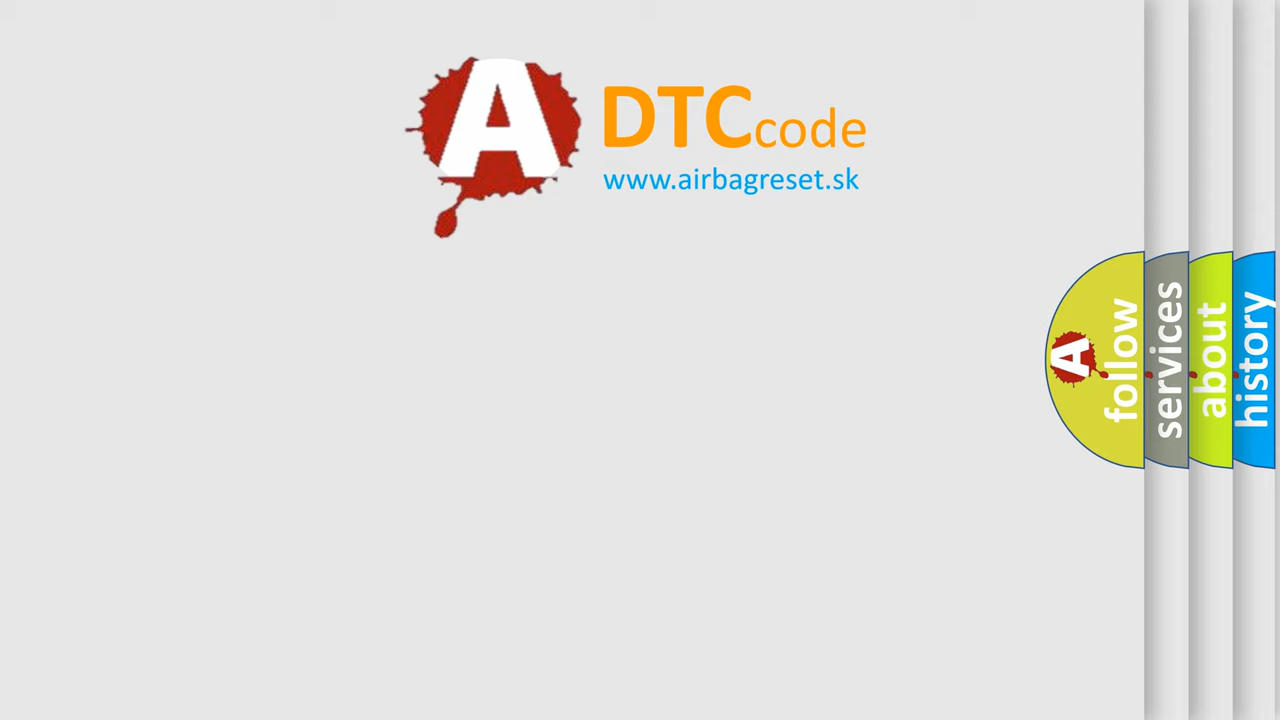 A
DTCcode
www.airbagreset.sk
A
follow
services
about
history